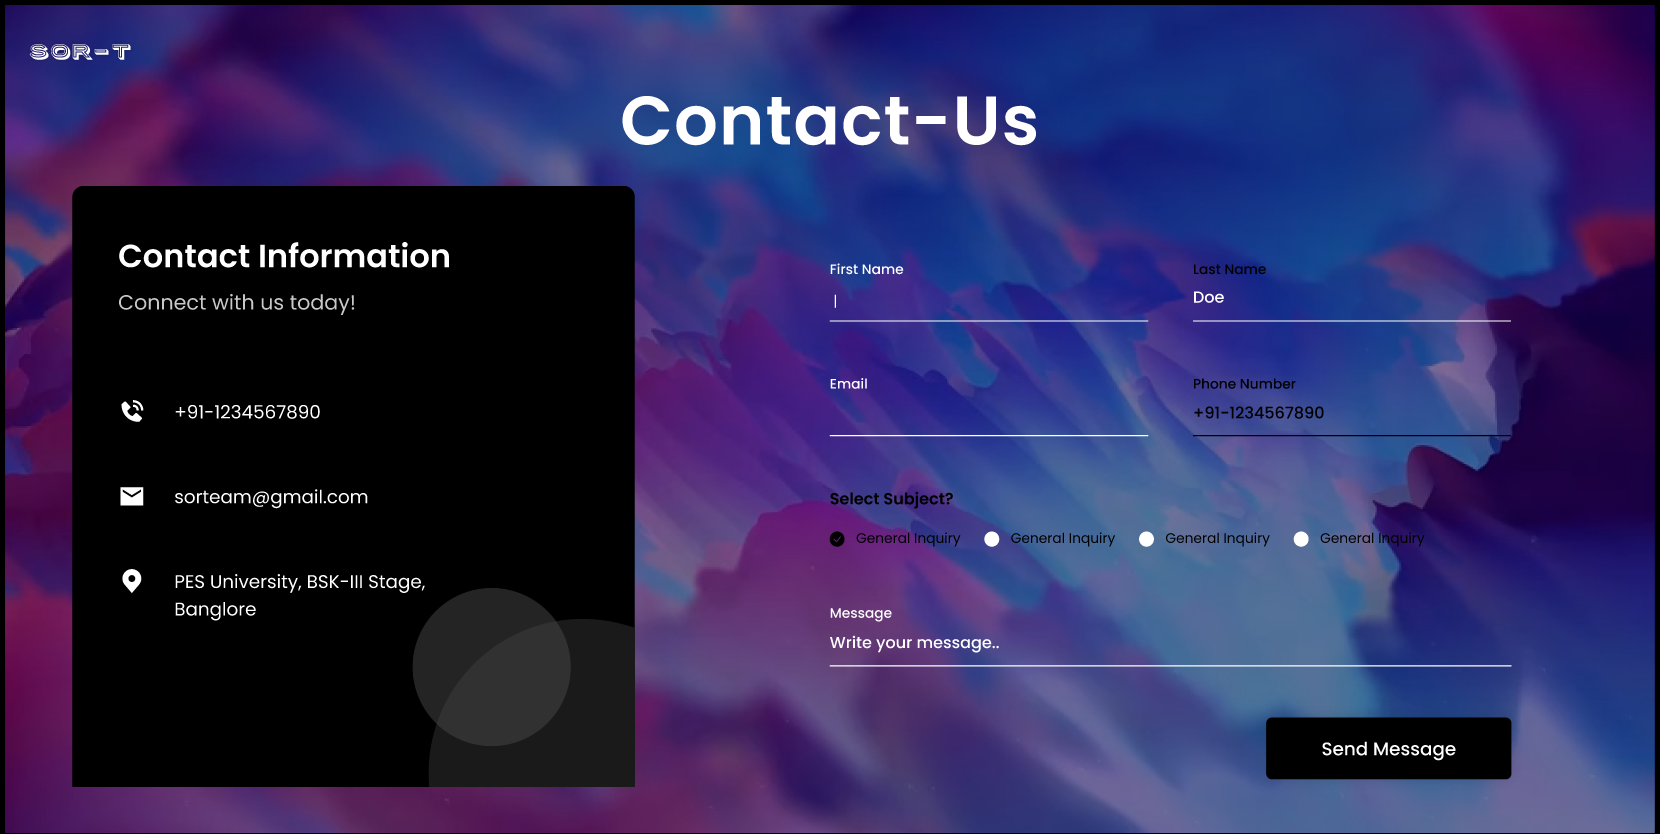 SOR-T
Contact-Us
Contact Information
Connect with us today!
+91-1234567890
sorteam@gmail.com
PES University, BSK-III Stage,
Banglore
First Name
Last Name
|
Doe
Email
Phone Number
+91-1234567890
Select Subject?
General Inquiry
General Inquiry
General Inquiry
General Inquiry
Message
Write your message..
Send Message